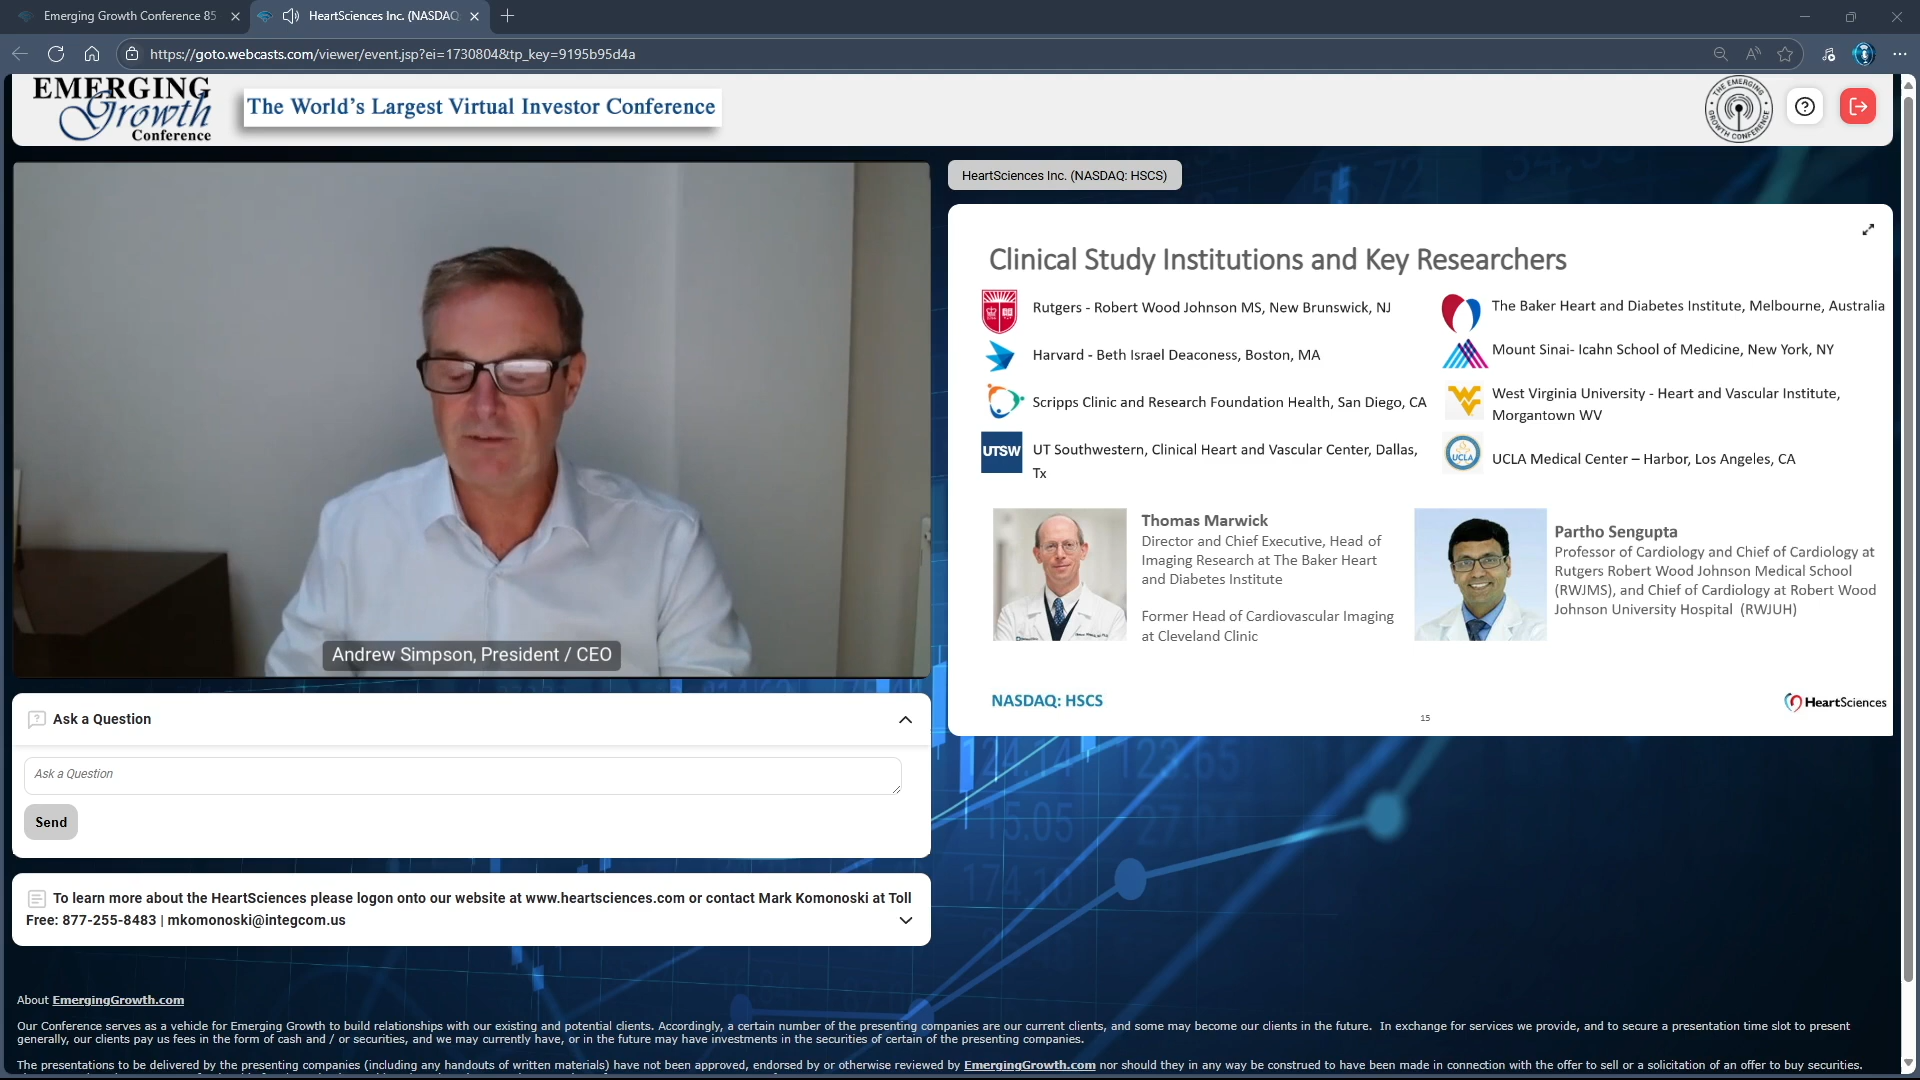 Emerging Growth Conference 85
HeartSciences Inc. (NASDAQ
https://goto.webcasts.com/viewer/event.jsp?ei=1730804&tp_key=9195b95d4a
EMERGING
Growth
Conference
The World's Largest Virtual Investor Conference
THE EMERGING
GROWTH CONFERENCE
HeartSciences Inc. (NASDAQ: HSCS)
Clinical Study Institutions and Key Researchers
Rutgers - Robert Wood Johnson MS, New Brunswick, NJ
Harvard - Beth Israel Deaconess, Boston, MA
Scripps Clinic and Research Foundation Health, San Diego, CA
UTSW
UT Southwestern, Clinical Heart and Vascular Center, Dallas,
Tx
The Baker Heart and Diabetes Institute, Melbourne, Australia
Mount Sinai- Icahn School of Medicine, New York, NY
West Virginia University - Heart and Vascular Institute,
Morgantown WV
UCLA
UCLA Medical Center – Harbor, Los Angeles, CA
Thomas Marwick
Director and Chief Executive, Head of
Imaging Research at The Baker Heart
and Diabetes Institute
Former Head of Cardiovascular Imaging
at Cleveland Clinic
Partho Sengupta
Professor of Cardiology and Chief of Cardiology at
Rutgers Robert Wood Johnson Medical School
(RWJMS), and Chief of Cardiology at Robert Wood
Johnson University Hospital (RWJUH)
NASDAQ: HSCS
15
HeartSciences
Andrew Simpson, President / CEO
Ask a Question
Ask a Question
Send
To learn more about the HeartSciences please logon onto our website at www.heartsciences.com or contact Mark Komonoski at Toll
Free: 877-255-8483 | mkomonoski@integcom.us
About EmergingGrowth.com
Our Conference serves as a vehicle for Emerging Growth to build relationships with our existing and potential clients. Accordingly, a certain number of the presenting companies are our current clients, and some may become our clients in the future. In exchange for services we provide, and to secure a presentation time slot to present
generally, our clients pay us fees in the form of cash and / or securities, and we may currently have, or in the future may have investments in the securities of certain of the presenting companies.
The presentations to be delivered by the presenting companies (including any handouts of written materials) have not been approved, endorsed by or otherwise reviewed by EmergingGrowth.com nor should they in any way be construed to have been made in connection with the offer to sell or a solicitation of an offer to buy securities.